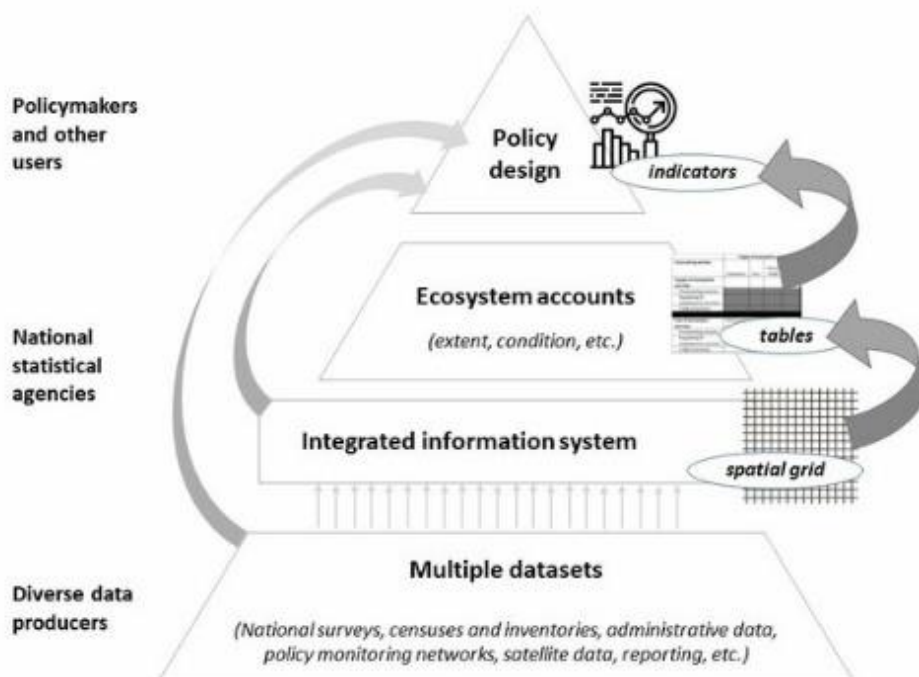 Policymakers
and other
users
Policy
design
indicators
Ecosystem accounts
(extent, condition, etc.)
tables
National
statistical
agencies
Integrated information system
spatial grid
Multiple datasets
(National surveys, censuses and inventories, administrative data,
policy monitoring networks, satellite data, reporting, etc.)
Diverse data
producers